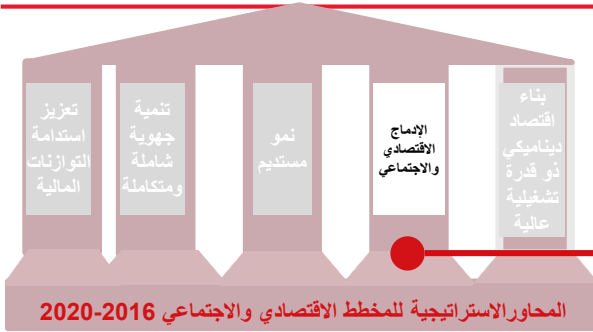 بناء
اقتصاد
ديناميكي
ذو قدرة
تشغيلية
عالية
الإدماج
الاقتصادي
والاجتماعي
نمو
مستديم
تنمية
جهوية
شاملة
ومتكاملة
تعزيز
استدامة
التوازنات
المالية
المحاورالاستراتيجية للمخطط الاقتصادي والاجتماعي 2016-2020